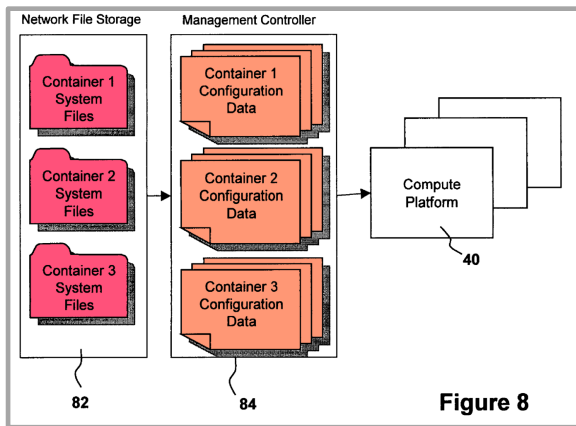 Network File Storage
Management Controller
Container 1
System
Files
Container 2
System
Files
Container 3
System
Files
Container 1
Configuration
Data
Container 2
Configuration
Data
Container 3
Configuration
Data
Compute
Platform
40
82
84
Figure 8